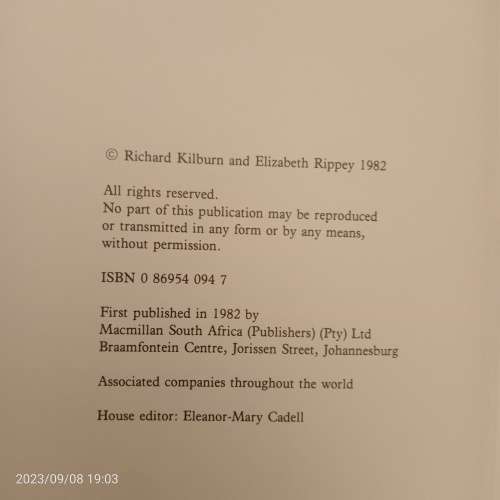 © Richard Kilburn and Elizabeth Rippey 1982
All rights reserved.
No part of this publication may be reproduced
or transmitted in any form or by any means,
without permission.
ISBN 0 86954 094 7
First published in 1982 by
Macmillan South Africa (Publishers) (Pty) Ltd
Braamfontein Centre, Jorissen Street, Johannesburg
Associated companies throughout the world
House editor: Eleanor-Mary Cadell
2023/09/08 19:03